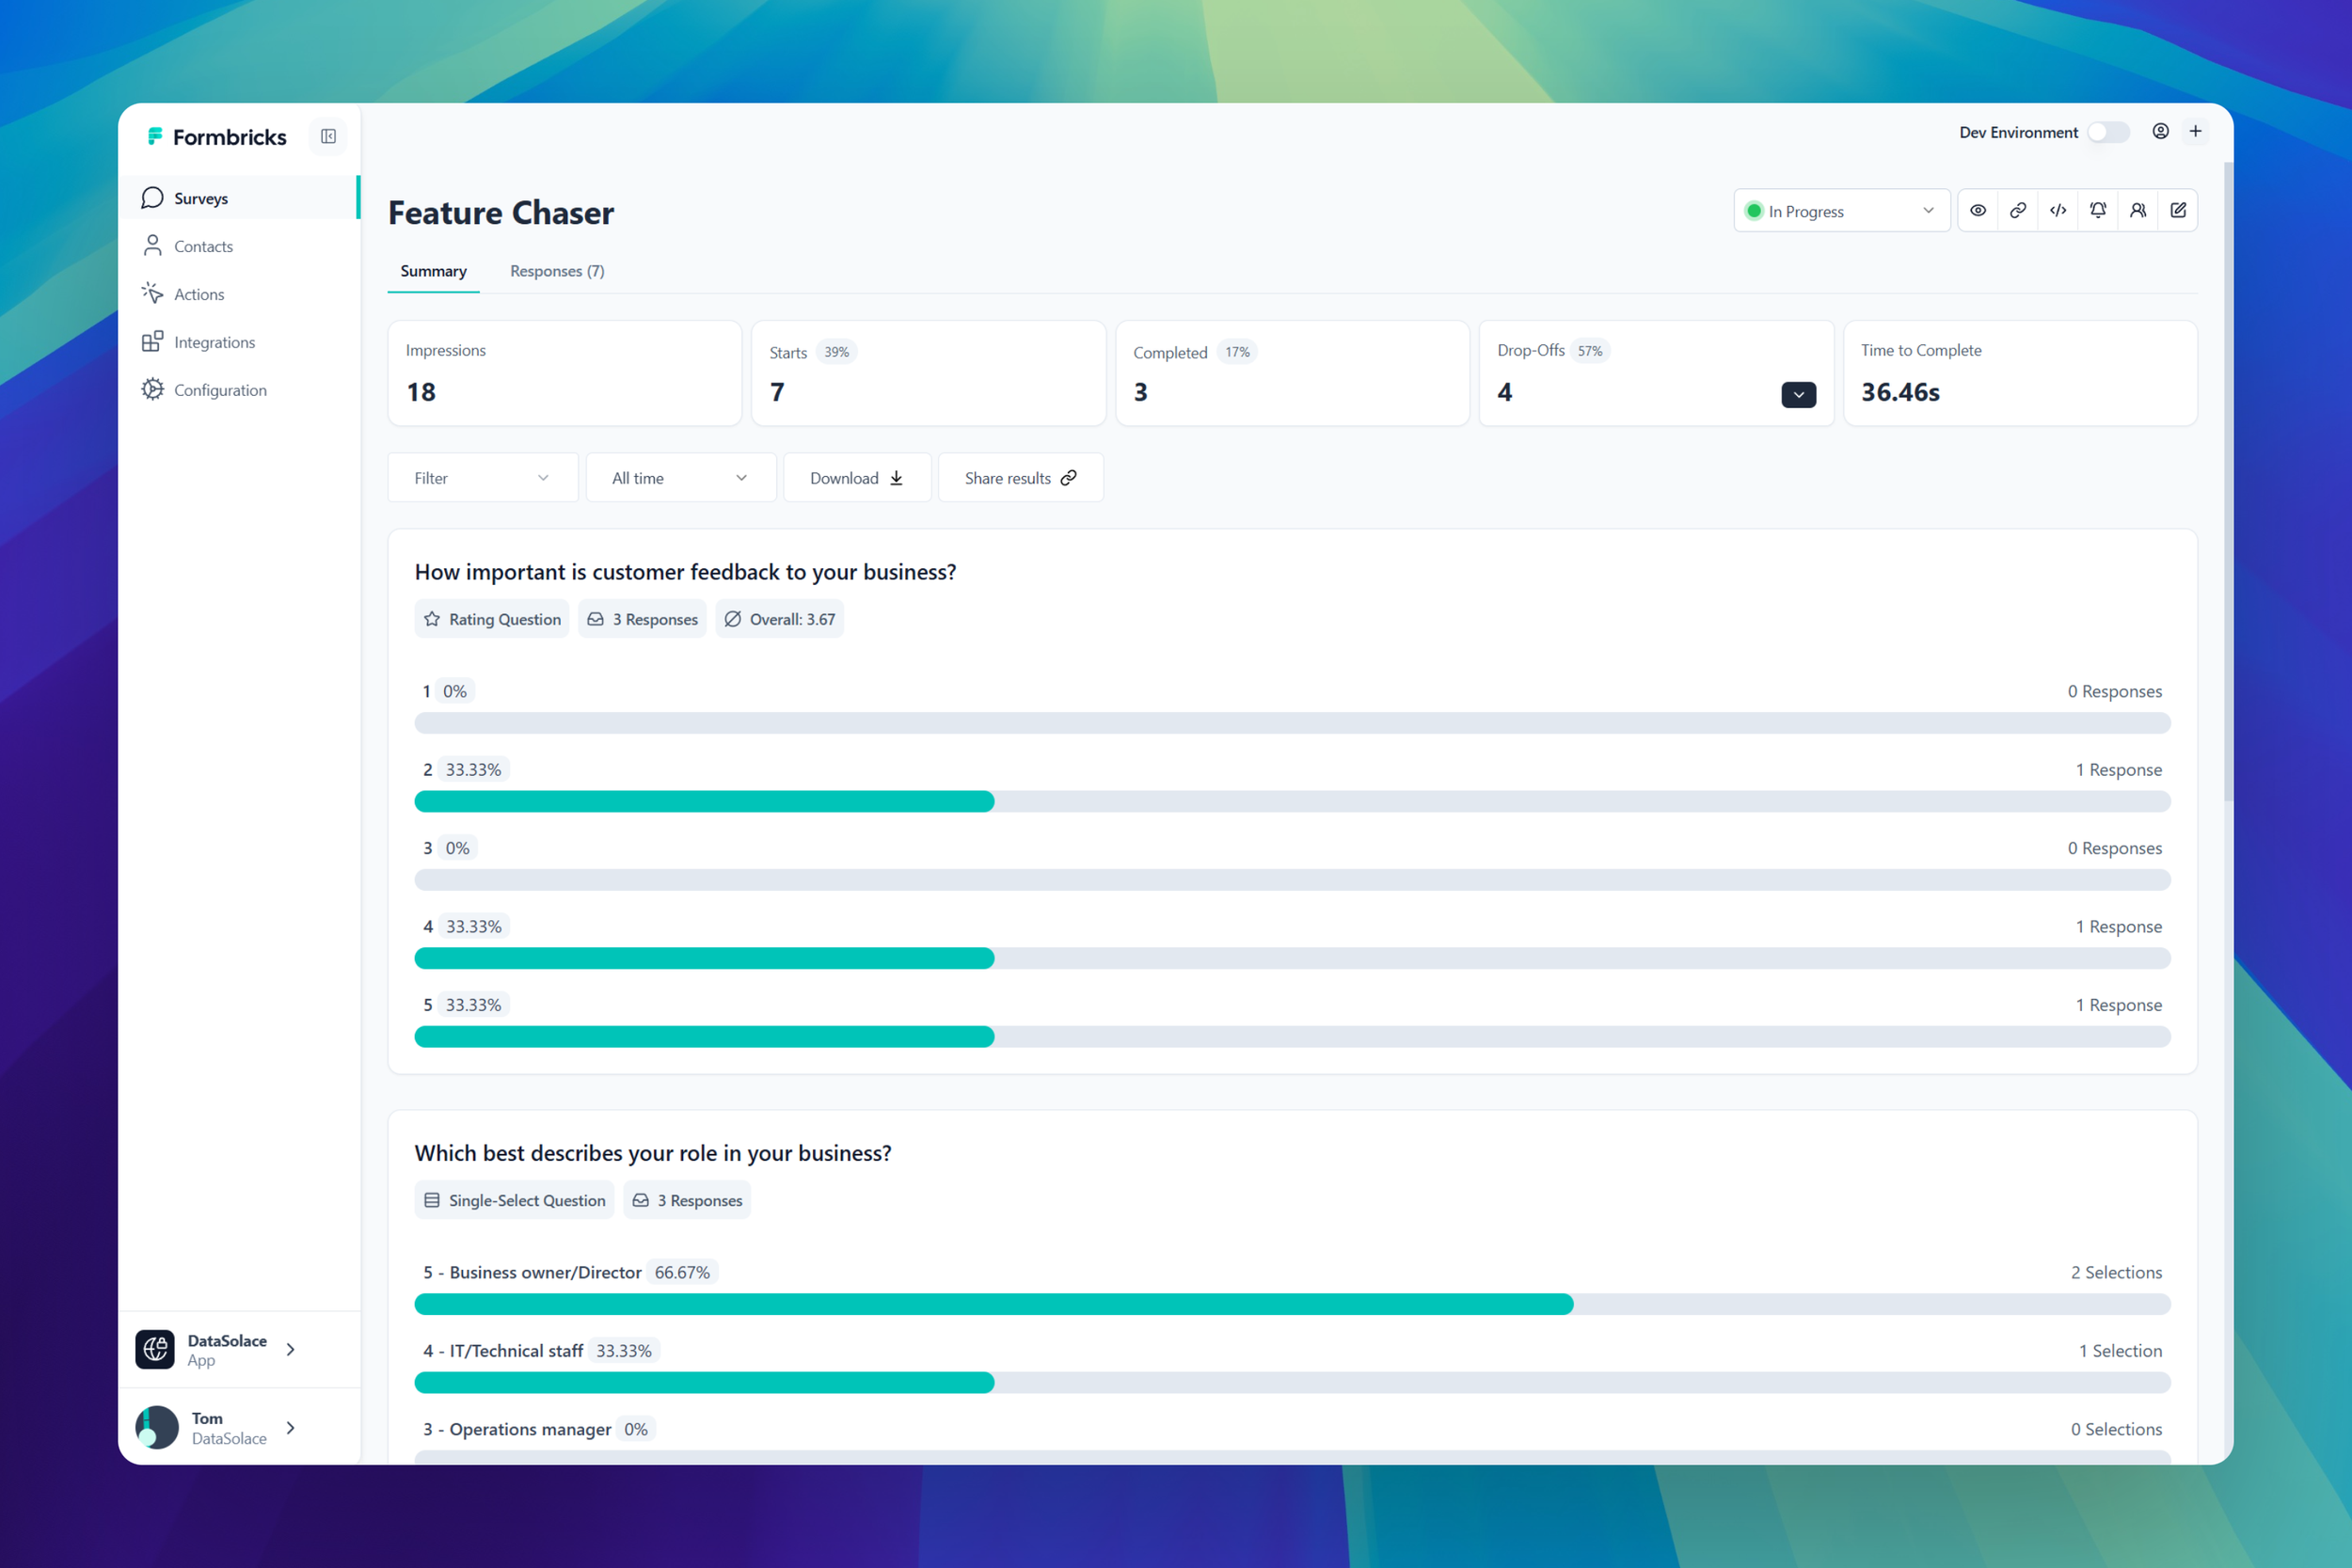 Formbricks
Dev Environment
Surveys
Contacts
Actions
Integrations
Configuration
Feature Chaser
In Progress
Summary
Responses (7)
Impressions
18
Starts 39%
7
Completed 17%
3
Drop-Offs 57%
4
Time to Complete
36.46s
Filter
All time
Download
Share results
How important is customer feedback to your business?
Rating Question
3 Responses
Overall: 3.67
1 0%
0 Responses
2 33.33%
1 Response
3 0%
0 Responses
4 33.33%
1 Response
5 33.33%
1 Response
Which best describes your role in your business?
Single-Select Question
3 Responses
5 - Business owner/Director 66.67%
2 Selections
4 - IT/Technical staff 33.33%
1 Selection
3 - Operations manager 0%
0 Selections
DataSolace
App
Tom
DataSolace